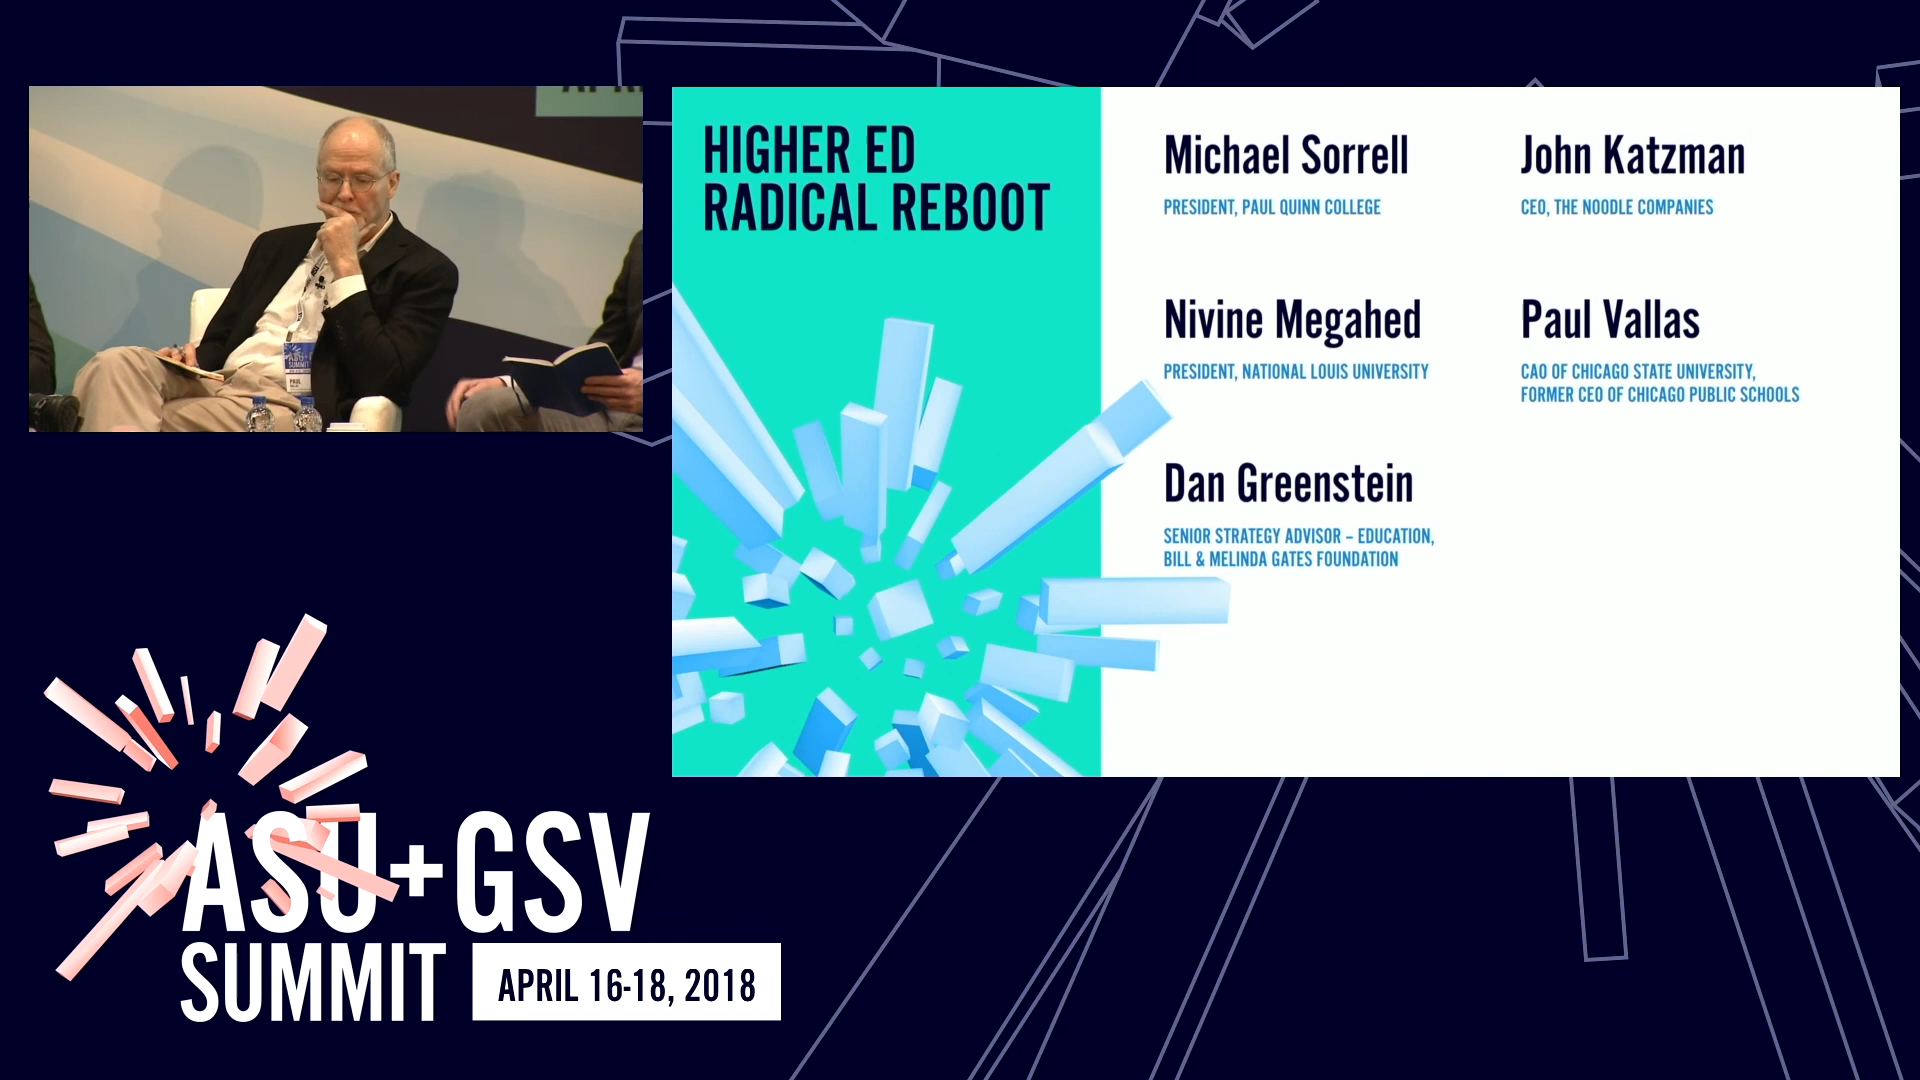 HIGHER ED
RADICAL REBOOT
Michael Sorrell
PRESIDENT, PAUL QUINN COLLEGE
John Katzman
CEO, THE NOODLE COMPANIES
Nivine Megahed
PRESIDENT, NATIONAL LOUIS UNIVERSITY
Paul Vallas
CAO OF CHICAGO STATE UNIVERSITY,
FORMER CEO OF CHICAGO PUBLIC SCHOOLS
Dan Greenstein
SENIOR STRATEGY ADVISOR – EDUCATION,
BILL & MELINDA GATES FOUNDATION
PAUL
ASU+GSV
SUMMIT
APRIL 16-18, 2018